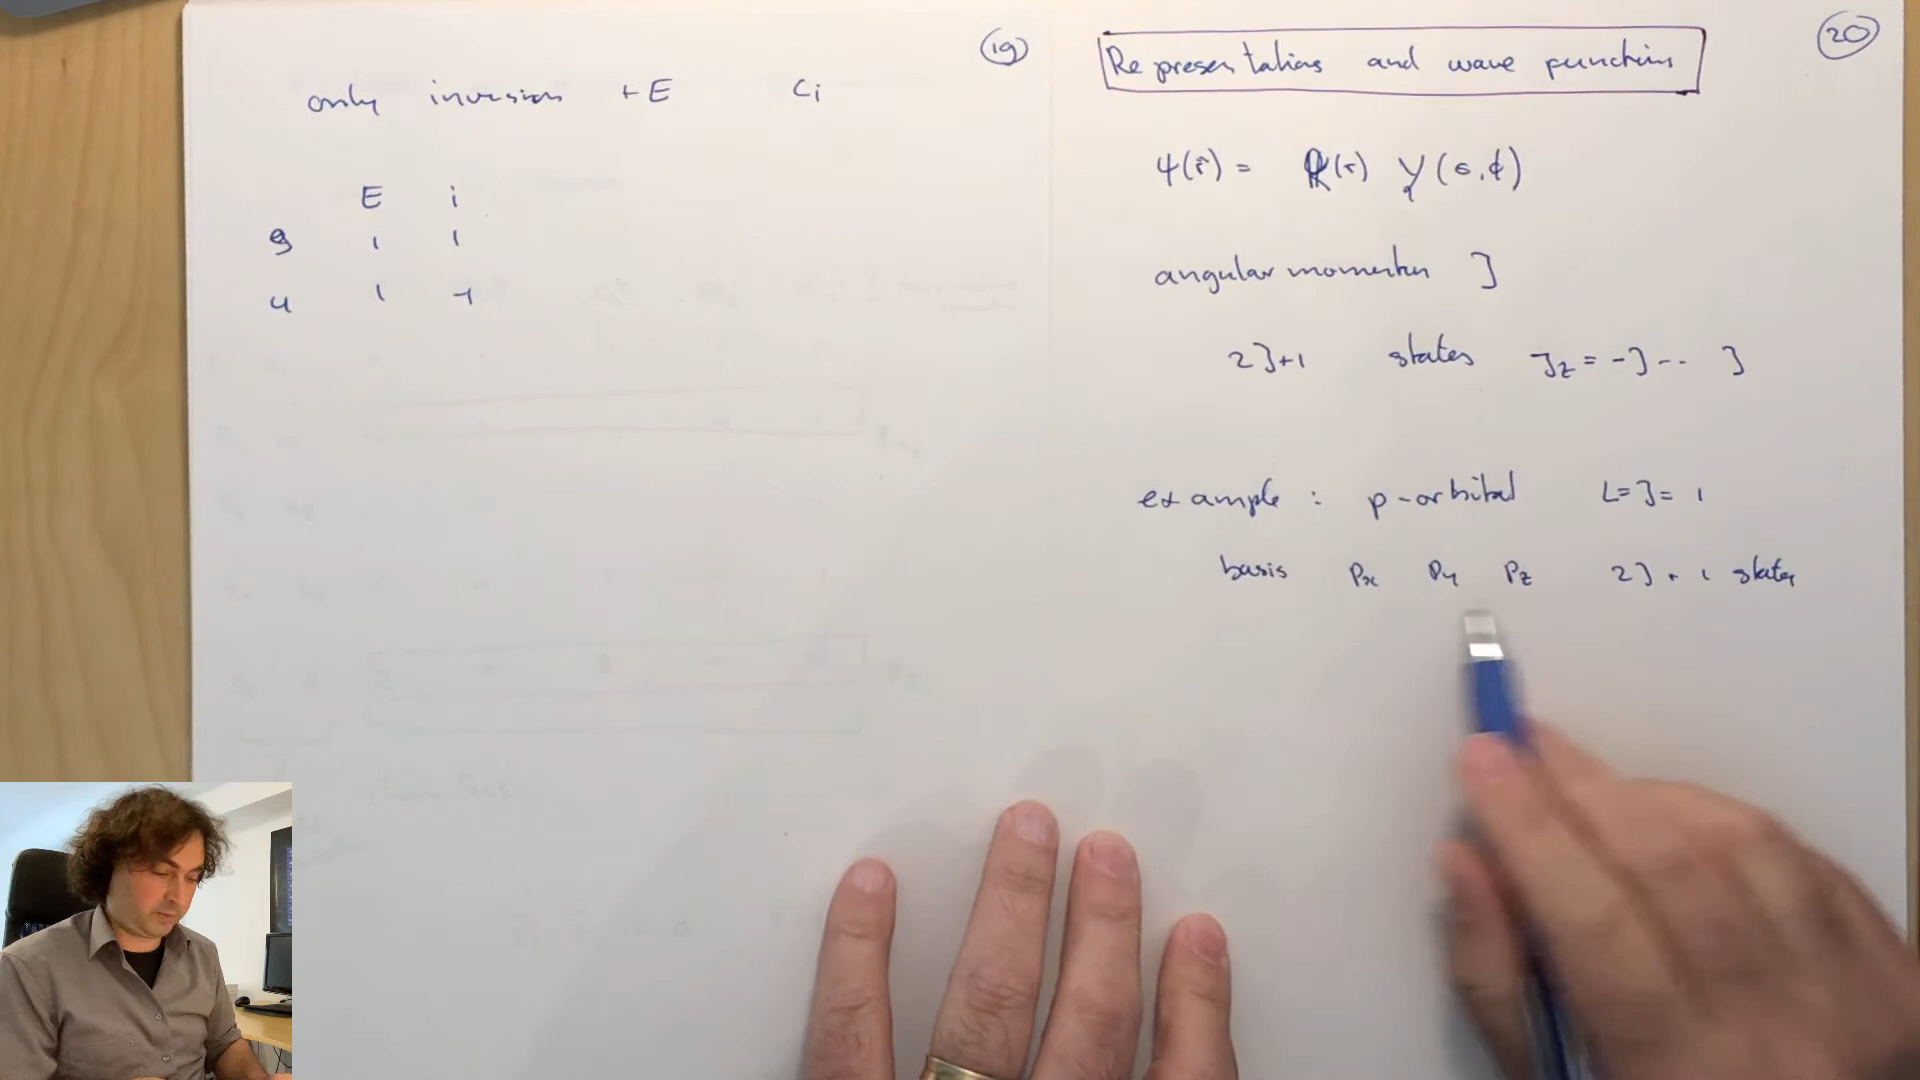 19
only inversion + E Ci
E i
g 1 1
u 1 -1
20
Representations and wave functions
ψ(r) = R(r) Y(θ,ϕ)
angular momentum J
2J+1 states Jz = -J -- J
example : p-orbital L=J=1
basis Px Py Pz 2J + 1 states